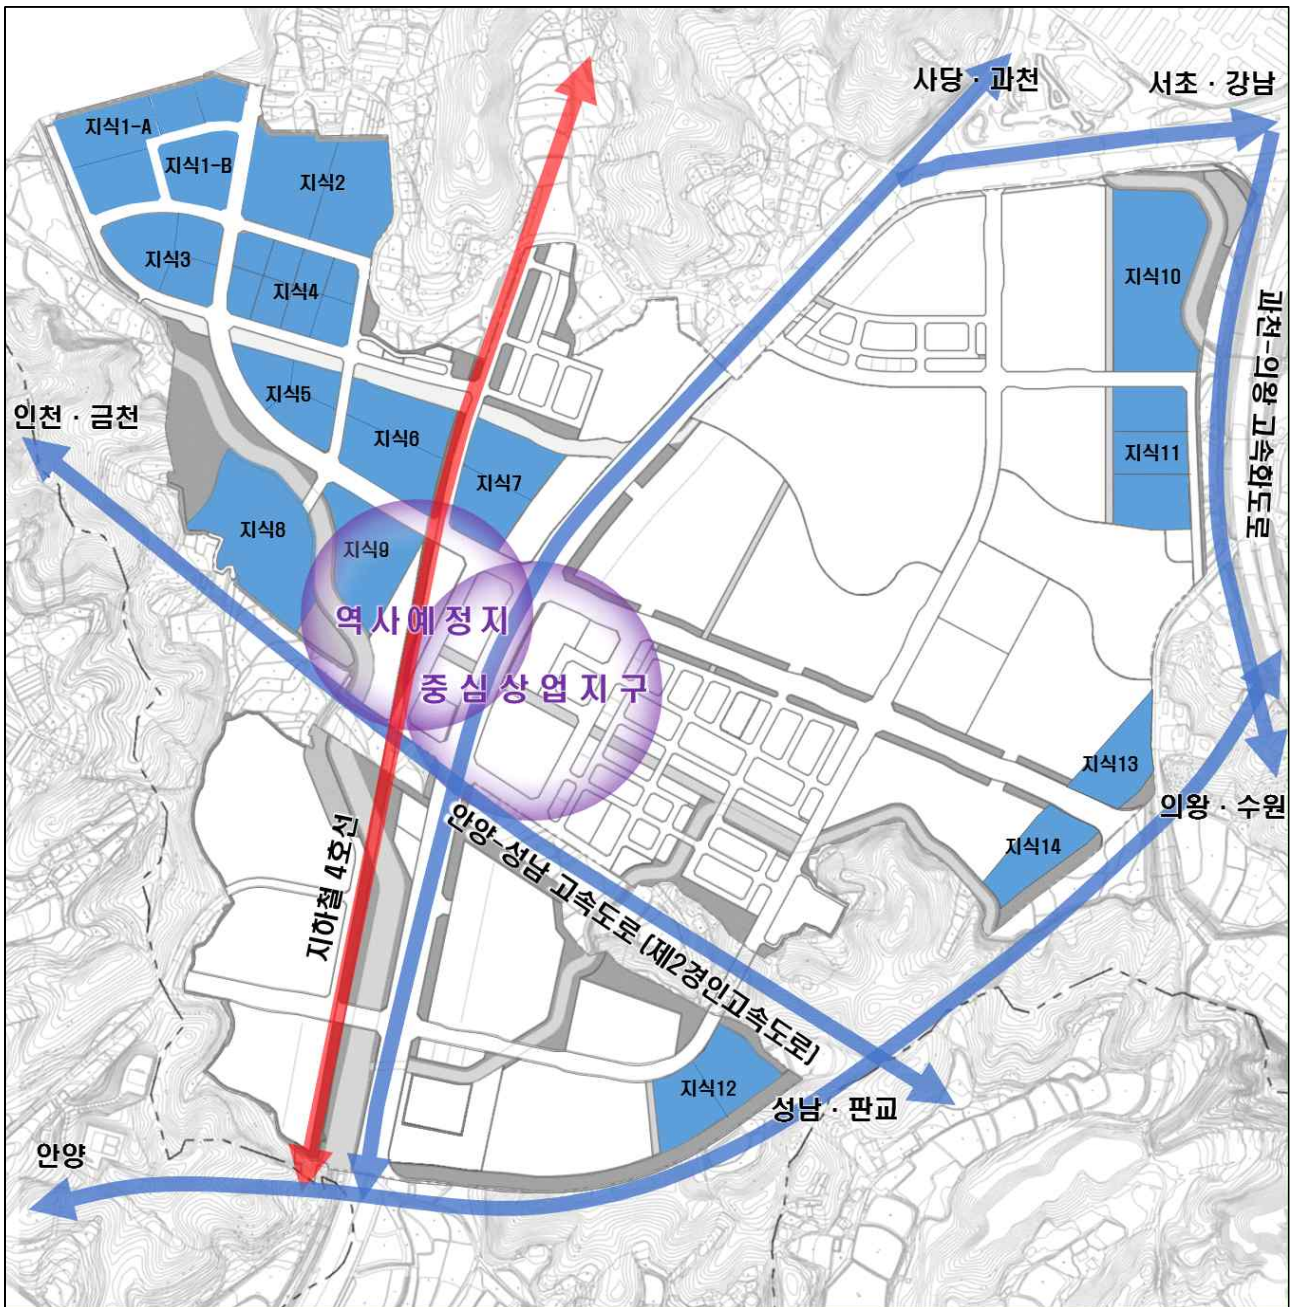 사당 · 과천
서초 · 강남
지식1-A
지식1-B
지식2
지식3
지식4
지식10
과천-의왕 고속화도로
지식5
인천 · 금천
지식6
지식11
지식7
지식8
지식9
역사예정지
중심상업지구
지식13
의왕 · 수원
지식14
지하철 4호선
안양-성남 고속도로 (제2경인고속도로)
지식12
성남 · 판교
안양